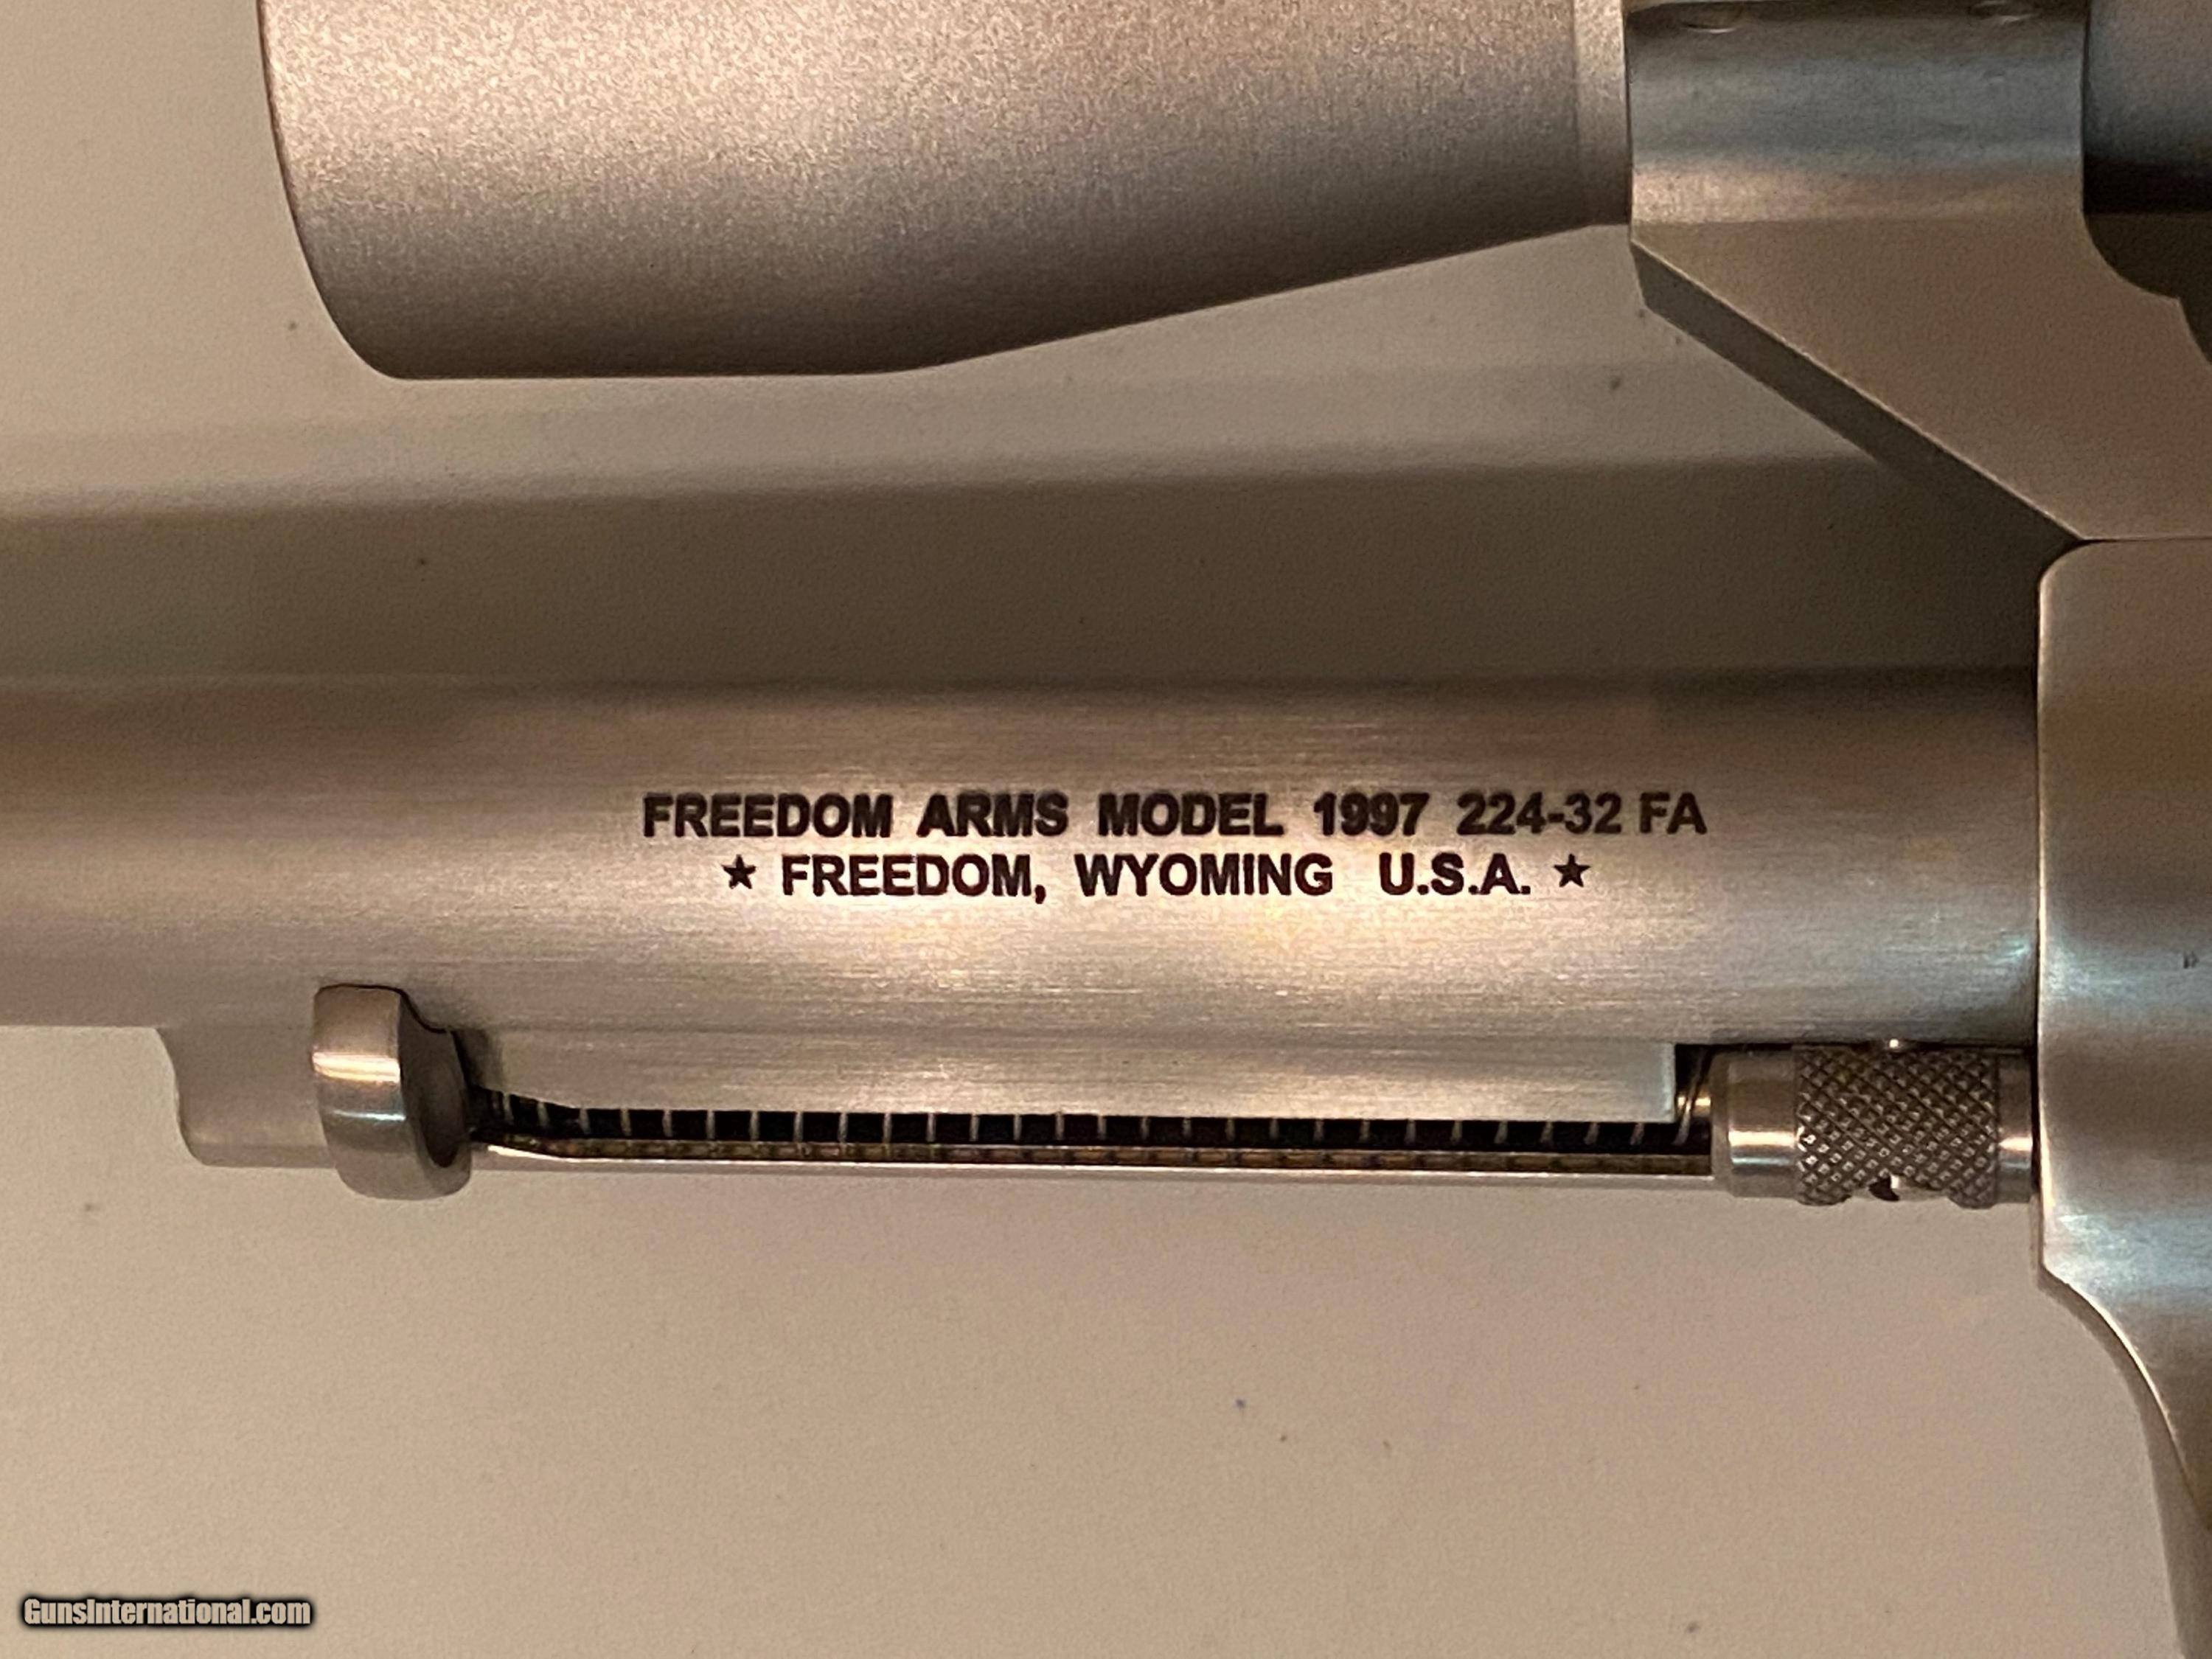 FREEDOM ARMS MODEL 1997 224-32 FA
★ FREEDOM, WYOMING U.S.A. ★
GunsInternational.com